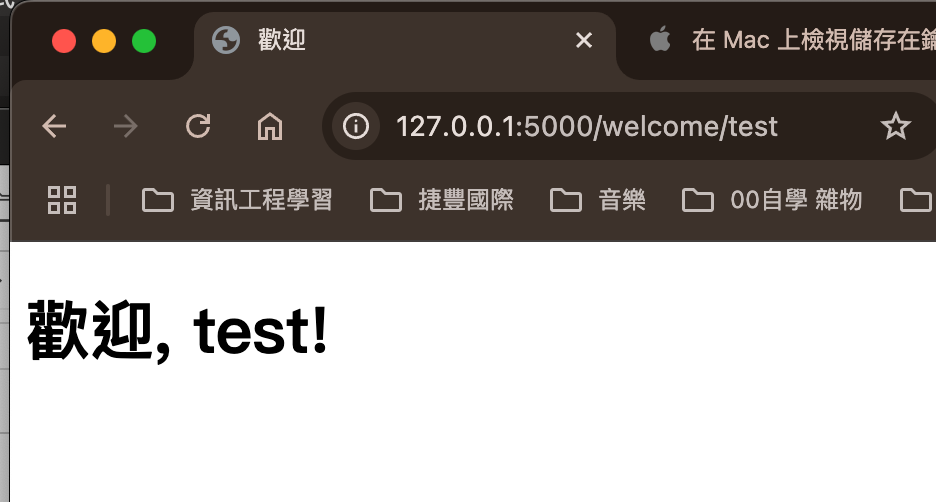 歡迎
在 Mac 上檢視儲存在鑰
127.0.0.1:5000/welcome/test
資訊工程學習 捷豐國際 音樂 00自學 雜物
歡迎, test!